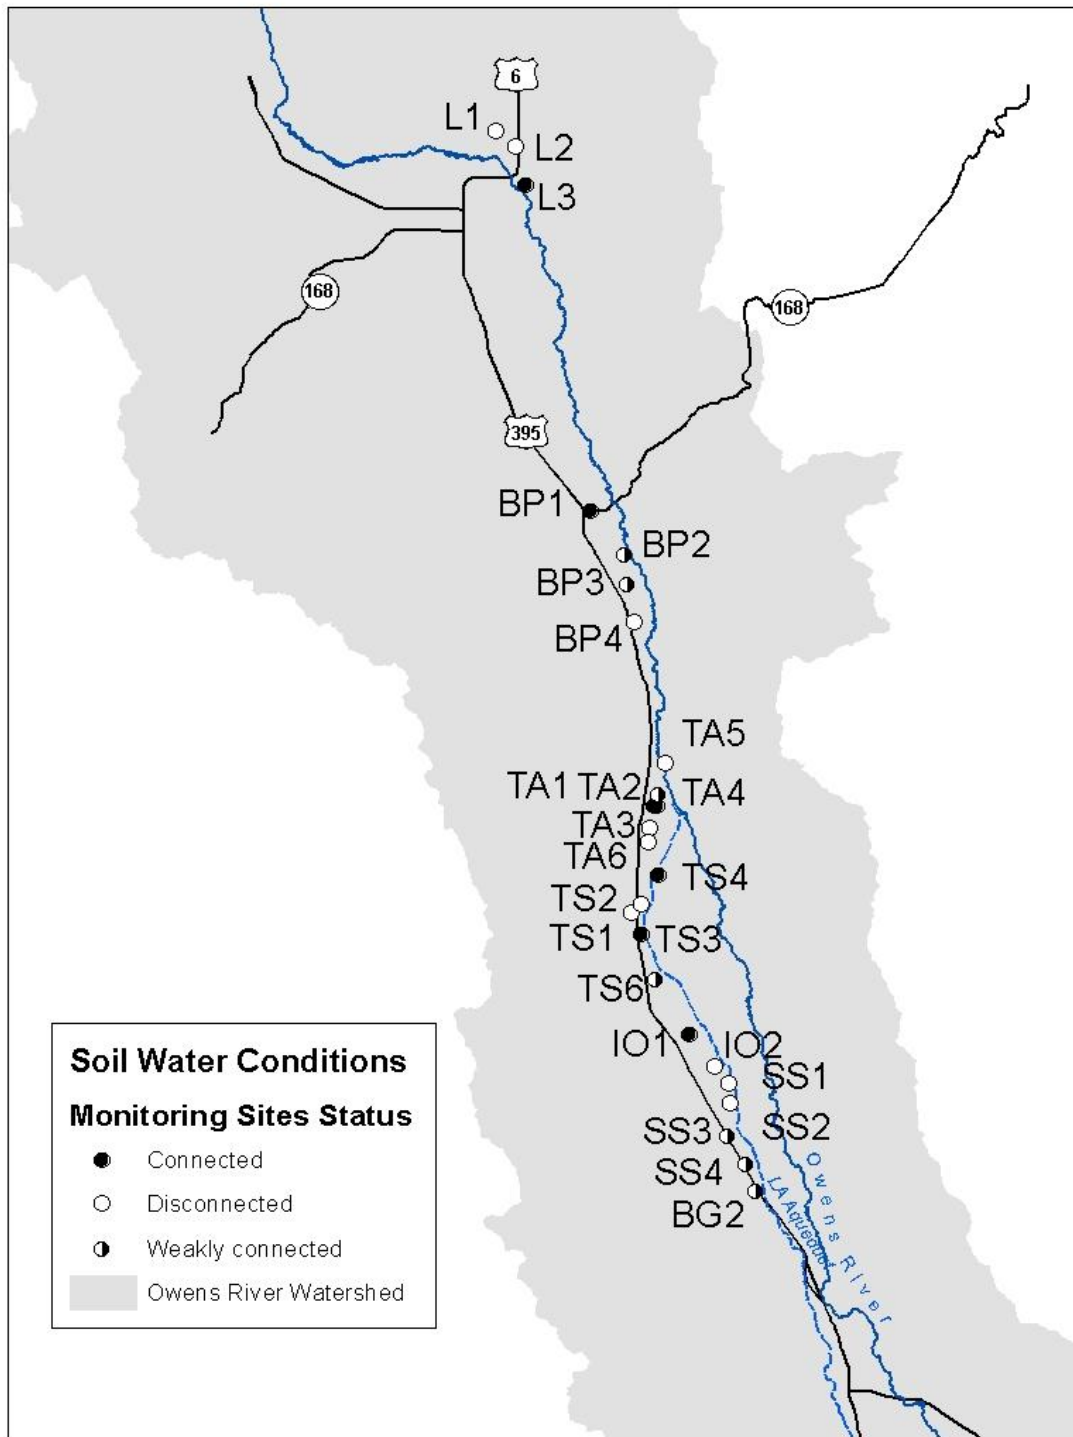 6
L1
L2
L3
168
168
395
BP1
BP2
BP3
BP4
TA5
TA1 TA2 TA4
TA3
TA6
TS4
TS2
TS1 TS3
TS6
IO1 IO2
SS1
SS2
SS3
SS4
BG2
Owens River
LA Aqueduct
Soil Water Conditions
Monitoring Sites Status
Connected
Disconnected
Weakly connected
Owens River Watershed